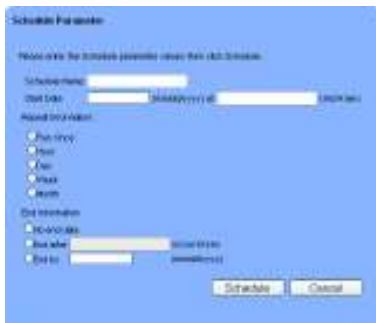 Schedule Parameter
Please enter the Schedule parameter values then click Schedule.
Schedule Name
Start Date
Repeat Information
Run once
Hour
Day
Week
Month
End Information
No end date
End after
End by
Schedule Cancel